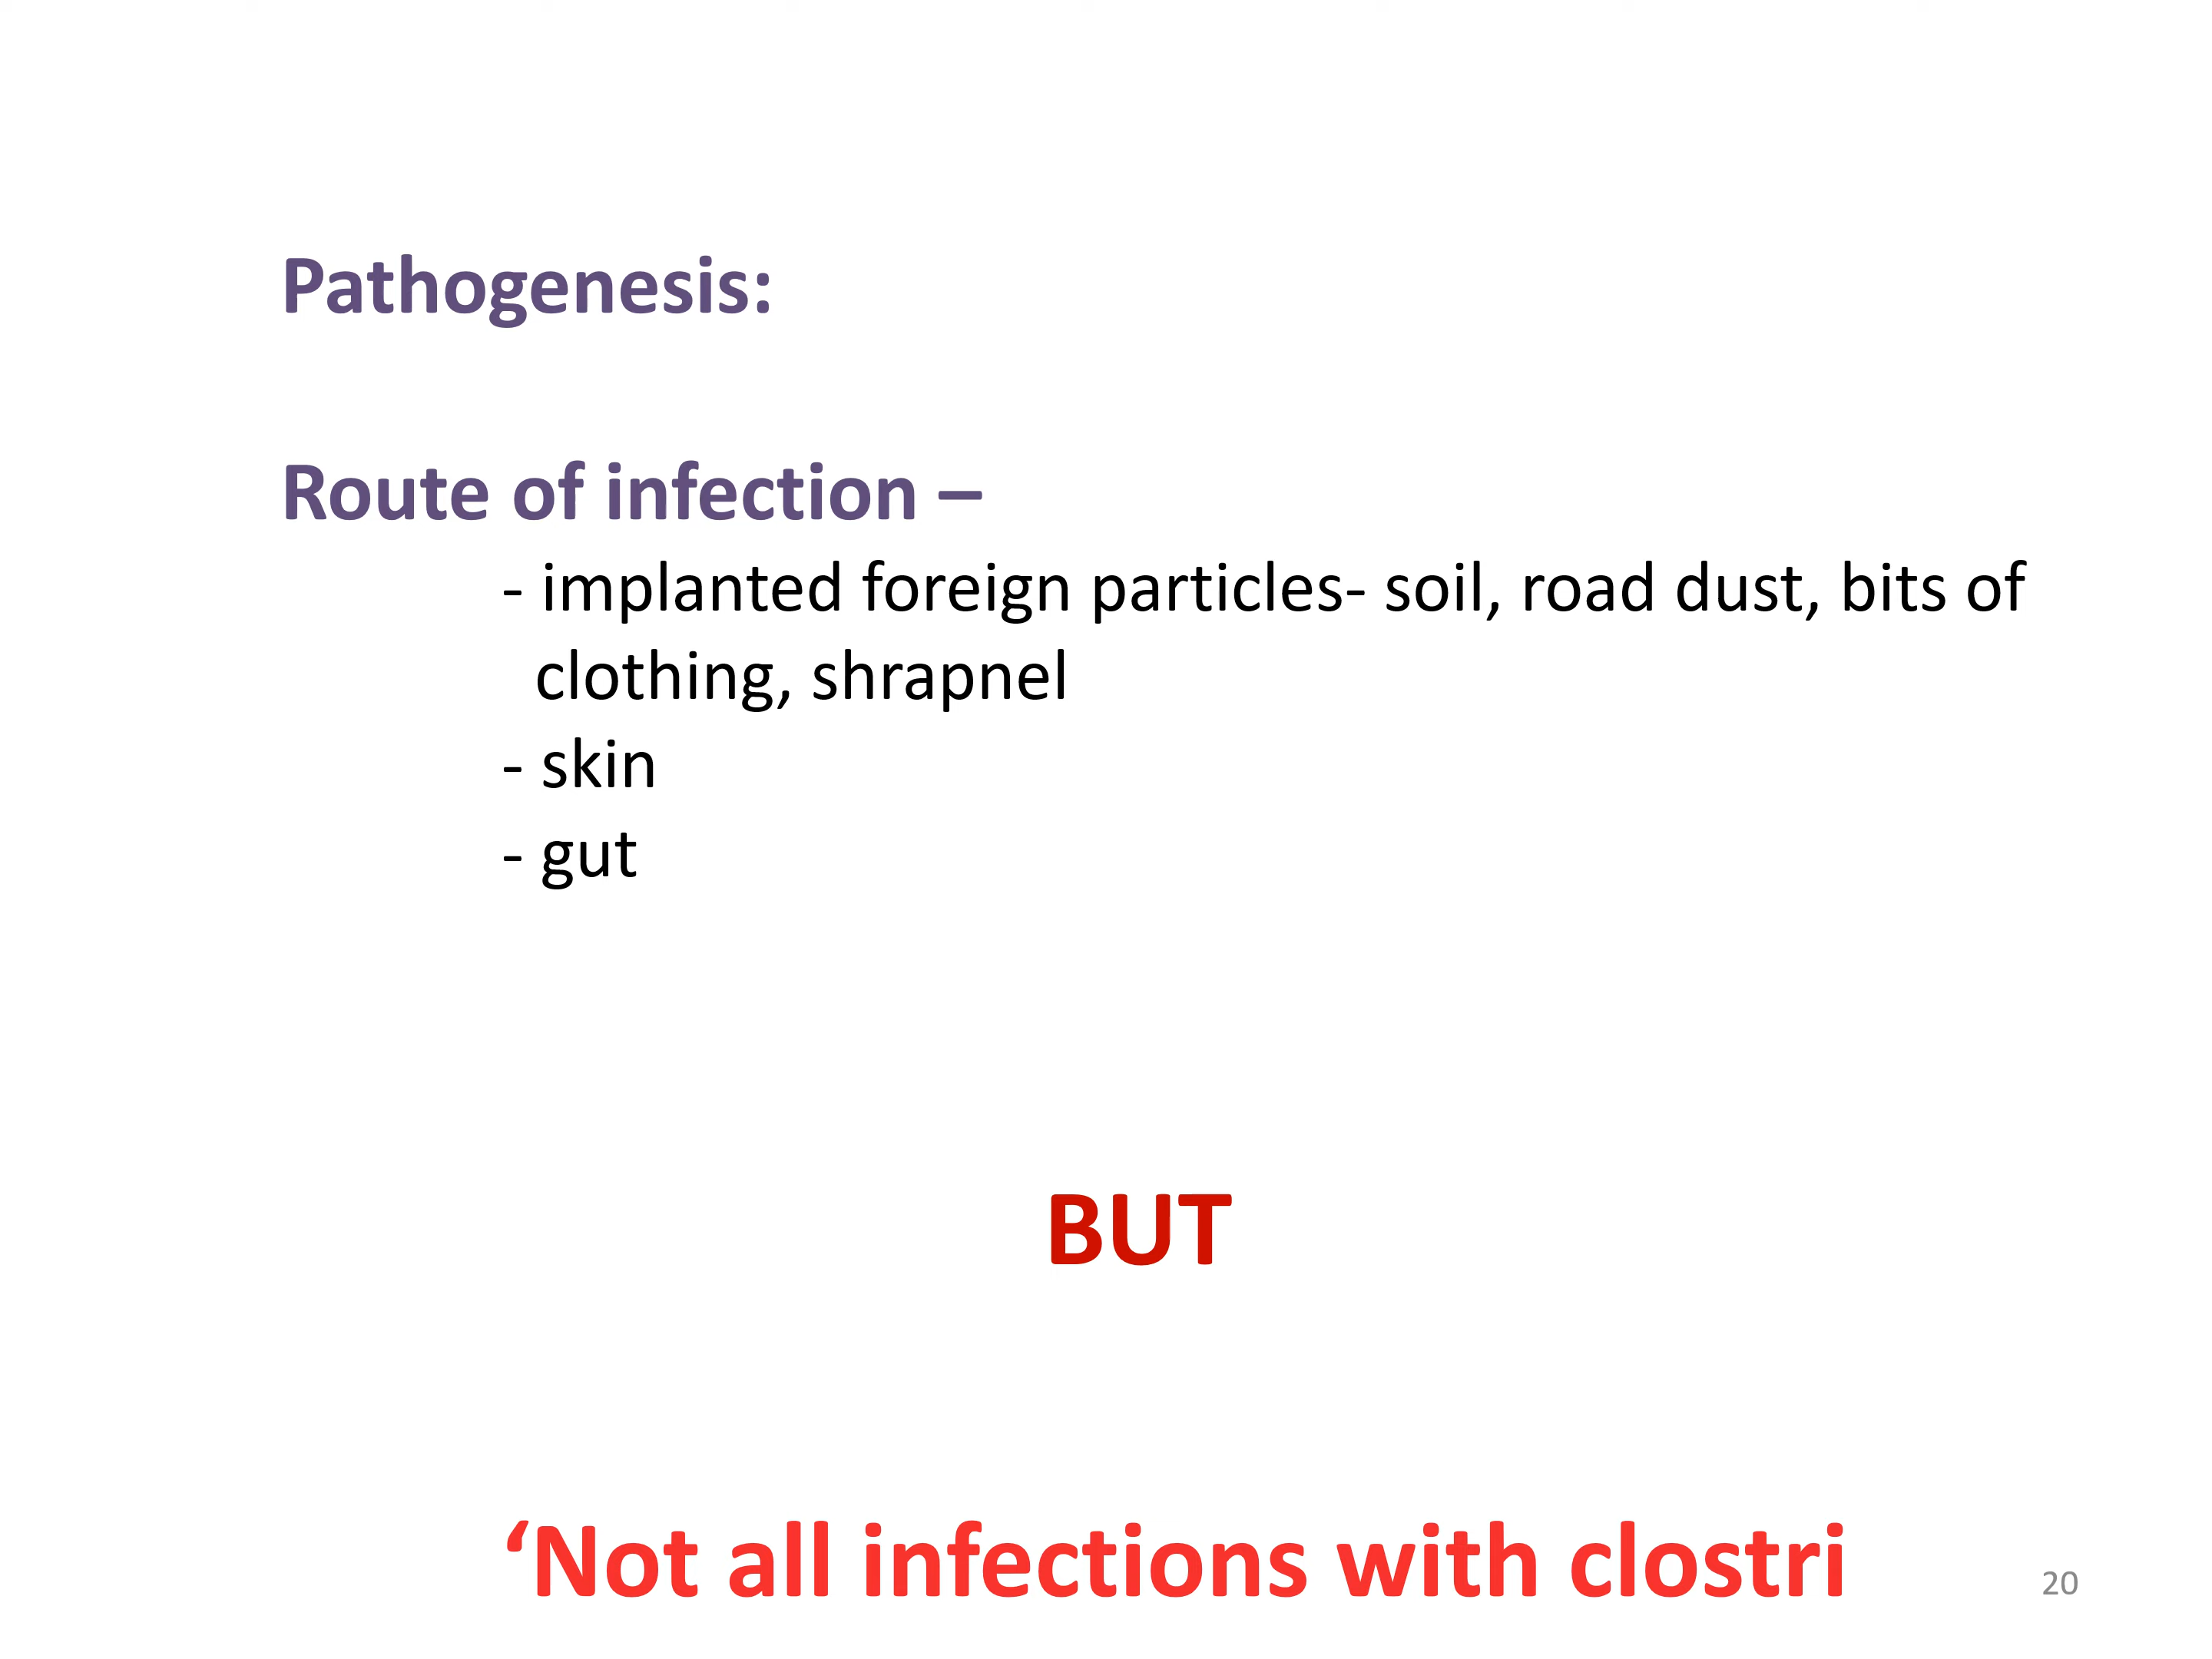 Pathogenesis:
Route of infection –
- implanted foreign particles- soil, road dust, bits of
clothing, shrapnel
- skin
- gut
BUT
‘Not all infections with clostri
20